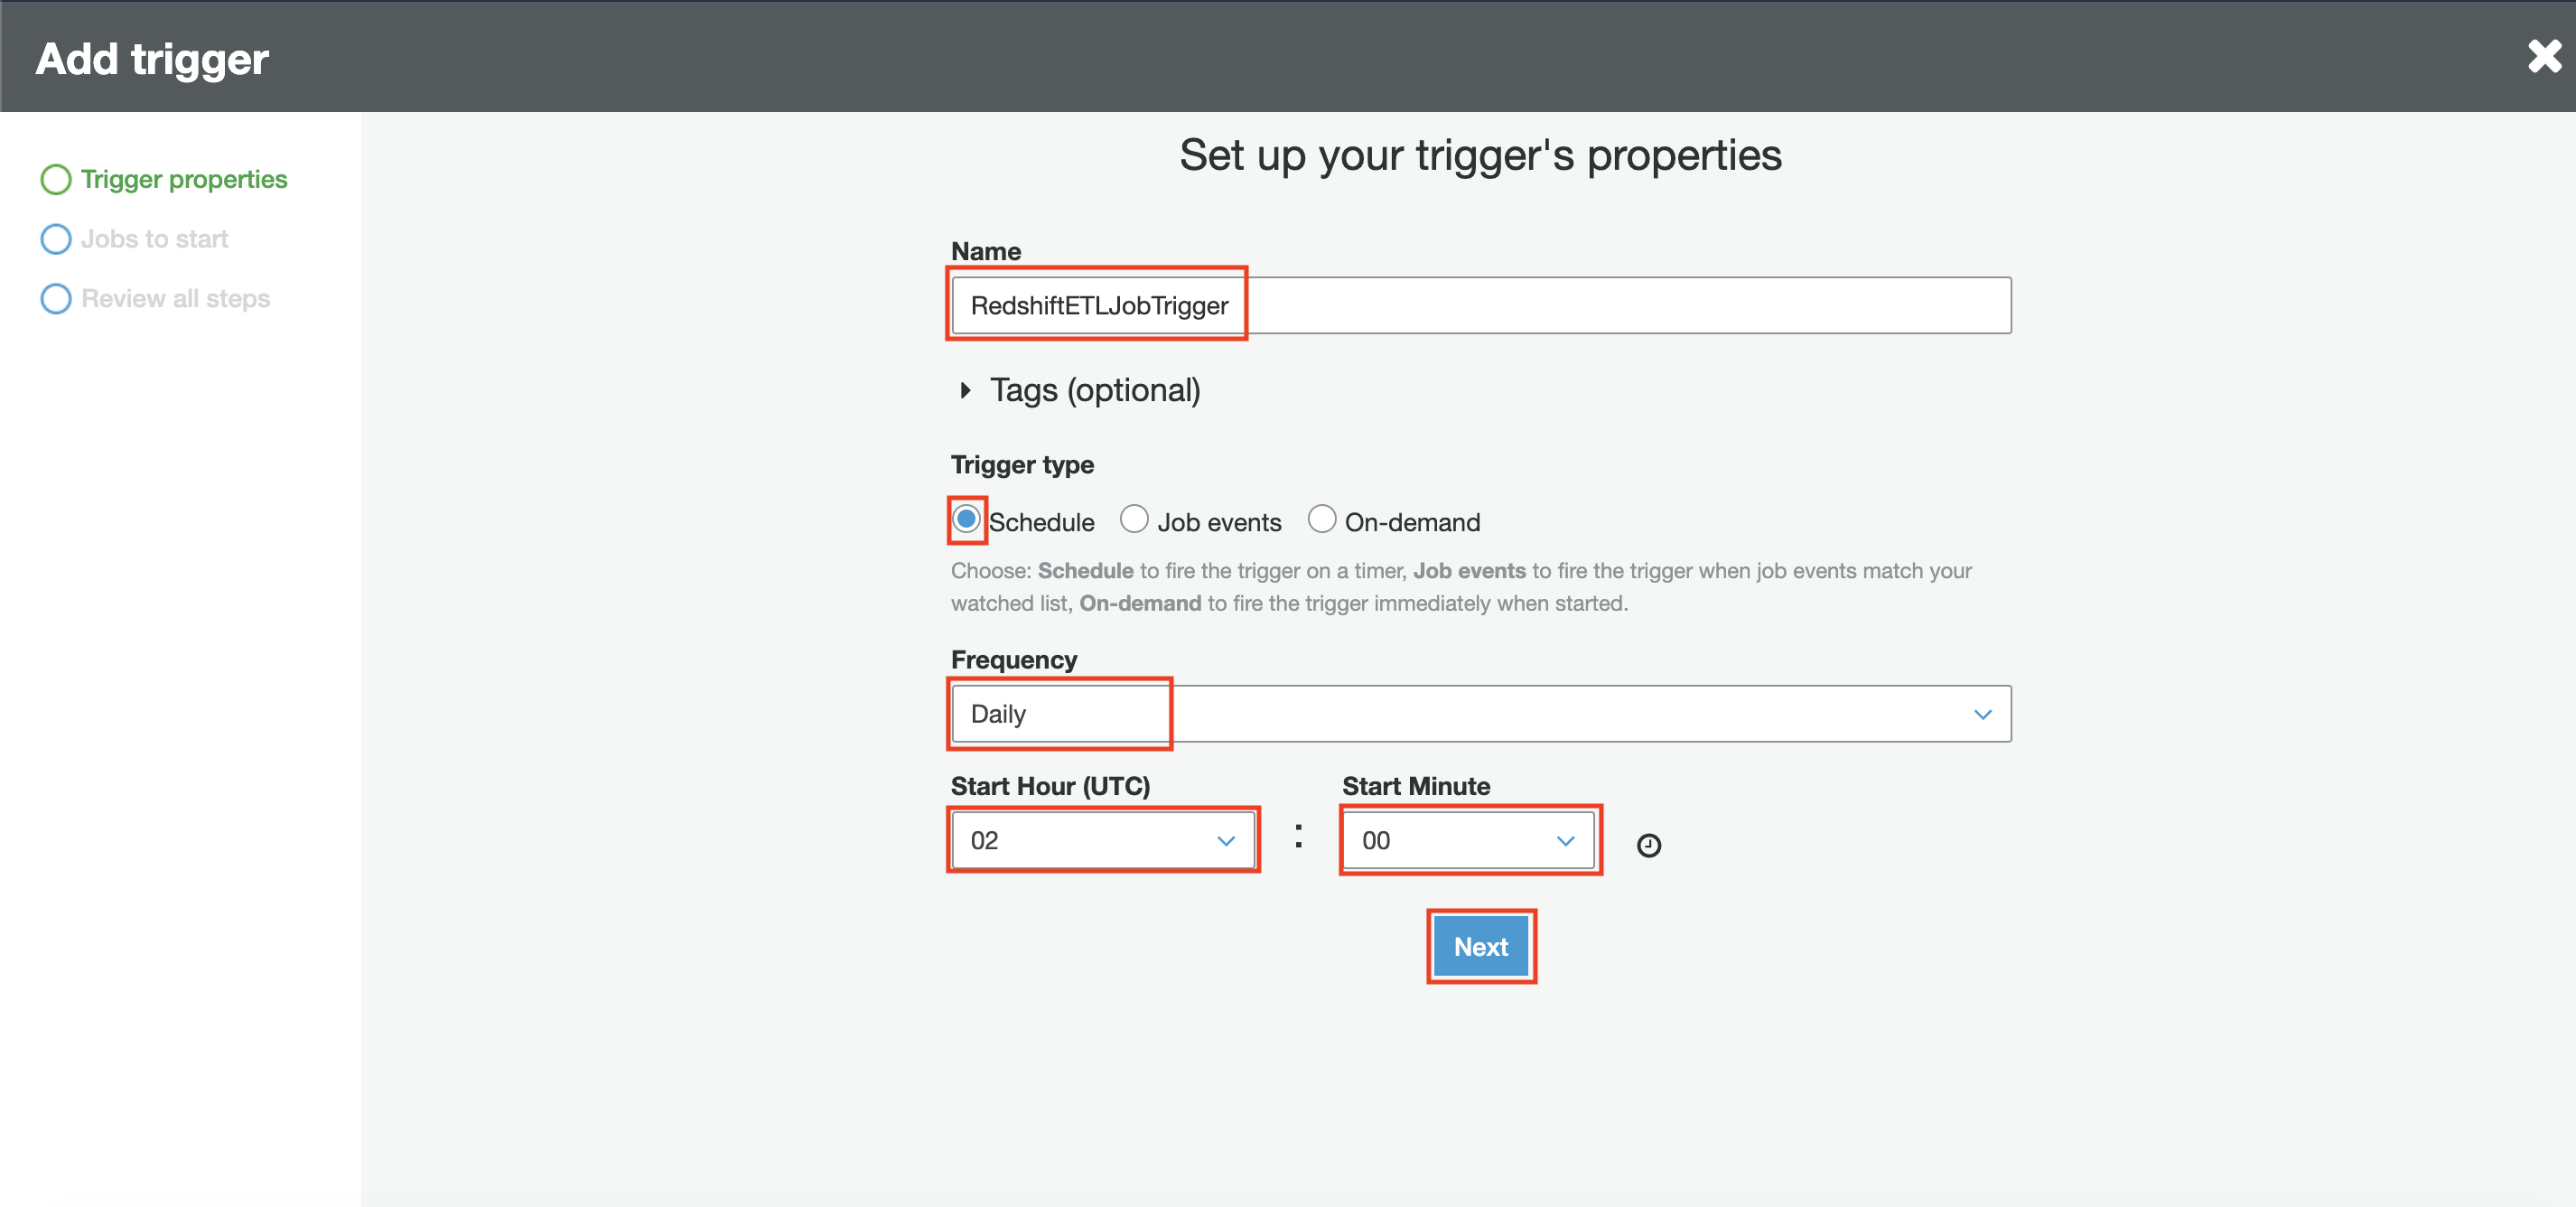 Add trigger
Trigger properties
Jobs to start
Review all steps
Set up your trigger's properties
Name
RedshiftETLJobTrigger
Tags (optional)
Trigger type
Schedule Job events On-demand
Choose: Schedule to fire the trigger on a timer, Job events to fire the trigger when job events match your
watched list, On-demand to fire the trigger immediately when started.
Frequency
Daily
Start Hour (UTC) Start Minute
02 : 00
Next